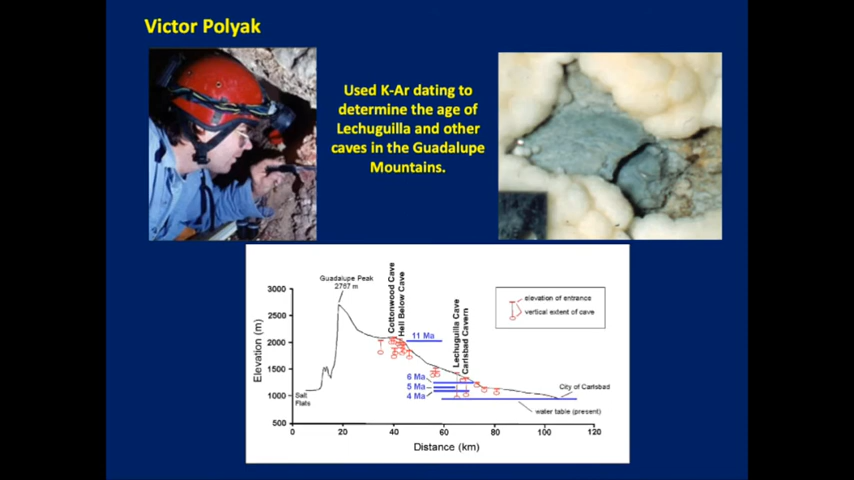 Victor Polyak
Used K-Ar dating to
determine the age of
Lechuguilla and other
caves in the Guadalupe
Mountains.
Guadalupe Peak
2767 m
Cottonwood Cave
Hell Below Cave
Lechuguilla Cave
Carlsbad Cavern
elevation of entrance
vertical extent of cave
Elevation (m)
3000
2500
2000
1500
1000
500
0
11 Ma
6 Ma
5 Ma
4 Ma
Salt
Flats
City of Carlsbad
water table (present)
0
20
40
60
80
100
120
Distance (km)